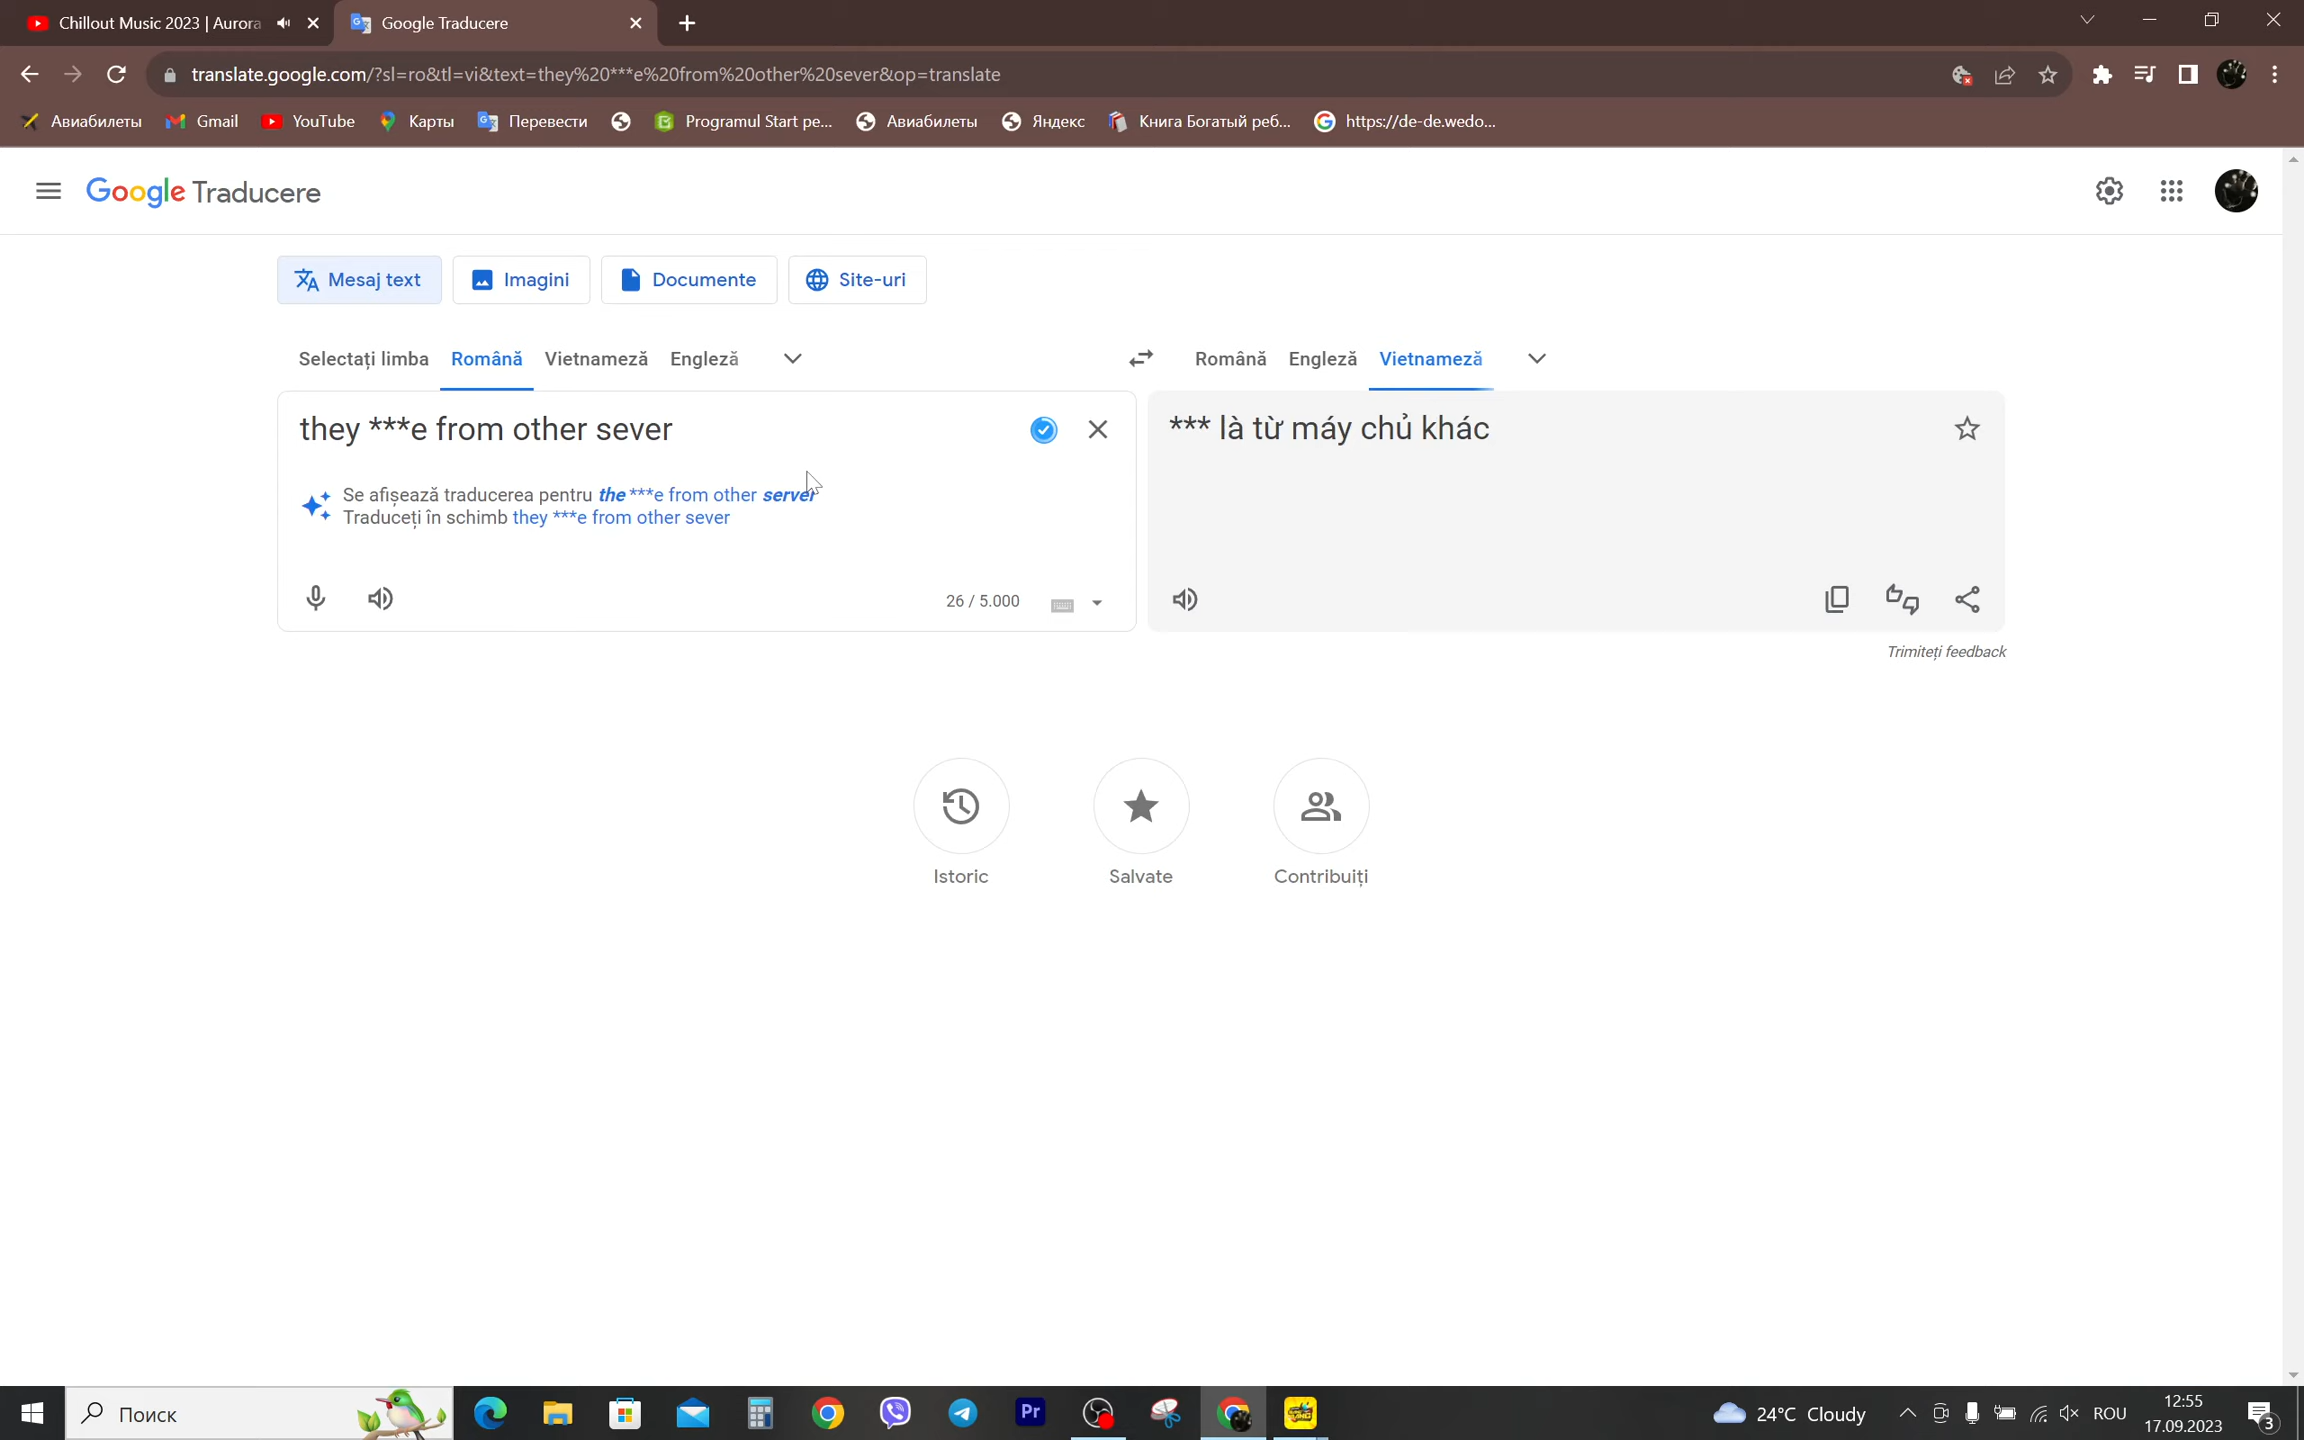 Chillout Music 2023 | Aurora
Google Traducere
translate.google.com/?sl=ro&tl=vi&text=they%20***e%20from%20other%20sever&op=translate
Авиабилеты
Gmail
YouTube
Карты
Перевести
Programul Start pe...
Авиабилеты
Яндекс
Книга Богатый реб...
https://de-de.wedo...
Google Traducere
Mesaj text
Imagini
Documente
Site-uri
Selectați limba
Română
Vietnameză
Engleză
Română
Engleză
Vietnameză
they ***e from other sever
*** là từ máy chủ khác
Se afișează traducerea pentru the ***e from other server
Traduceți în schimb they ***e from other sever
26 / 5.000
Trimiteți feedback
Istoric
Salvate
Contribuiți
Поиск
Pr
24°C Cloudy
ROU
12:55
17.09.2023
3